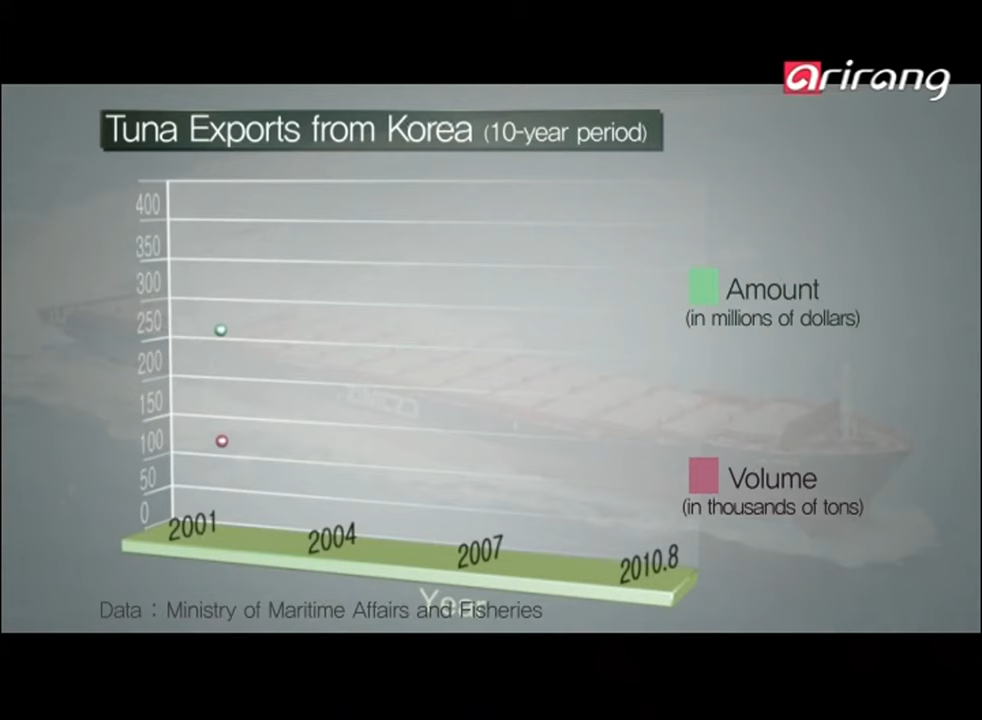 arirang
Tuna Exports from Korea (10-year period)
400
350
300
250
200
150
100
50
0
Amount
(in millions of dollars)
Volume
(in thousands of tons)
2001 2004 2007 2010.8
Year
Data : Ministry of Maritime Affairs and Fisheries